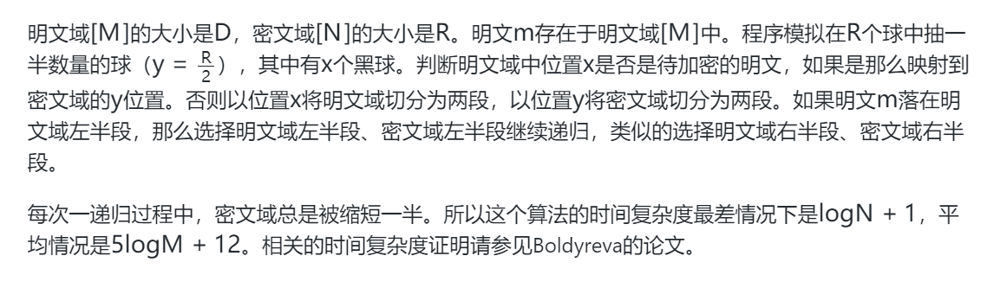 明文域[M]的大小是D，密文域[N]的大小是R。明文m存在于明文域[M]中。程序模拟在R个球中抽一
半数量的球（y = R/2），其中有x个黑球。判断明文域中位置x是否是待加密的明文，如果是那么映射到
密文域的y位置。否则以位置x将明文域切分为两段，以位置y将密文域切分为两段。如果明文m落在明
文域左半段，那么选择明文域左半段、密文域左半段继续递归，类似的选择明文域右半段、密文域右半
段。
每次一递归过程中，密文域总是被缩短一半。所以这个算法的时间复杂度最差情况下是logN + 1，平
均情况是5logM + 12。相关的时间复杂度证明请参见Boldyreva的论文。